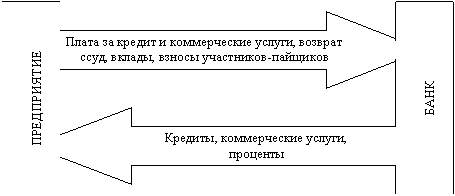 ПРЕДПРИЯТИЕ
Плата за кредит и коммерческие услуги, возврат
ссуд, вклады, взносы участников-пайщиков
Кредиты, коммерческие услуги,
проценты
БАНК